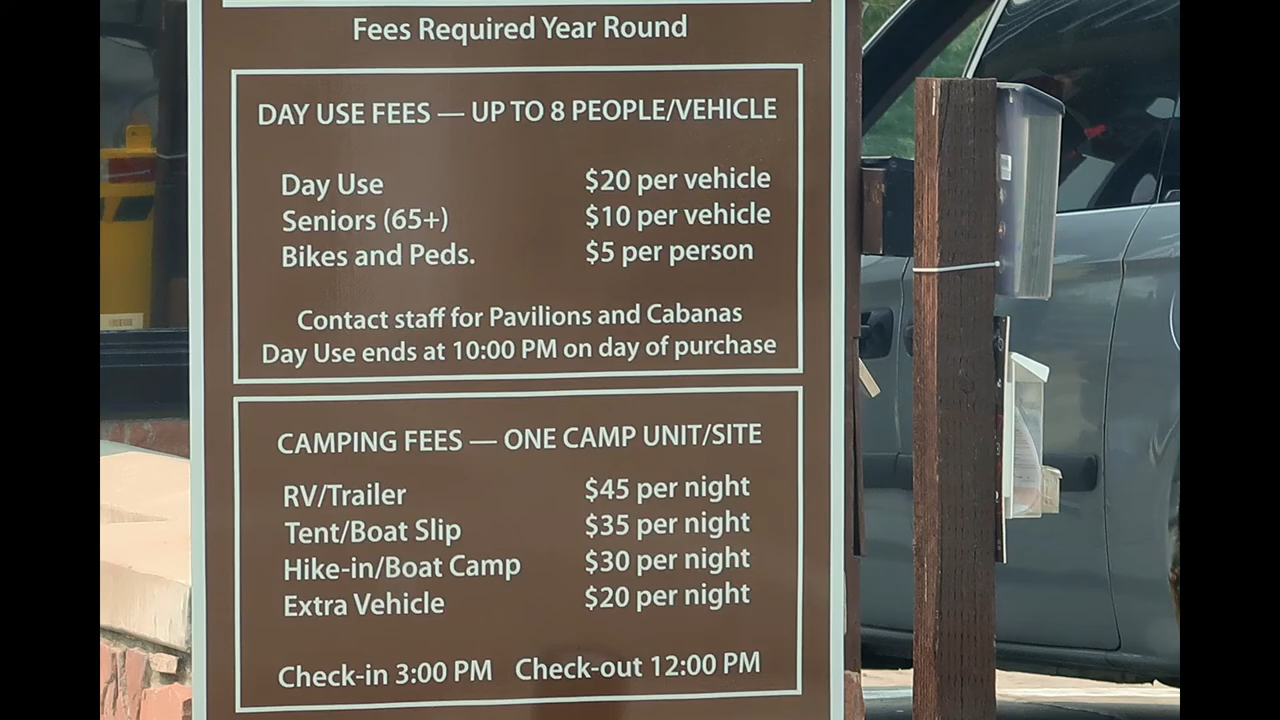 Fees Required Year Round
DAY USE FEES — UP TO 8 PEOPLE/VEHICLE
Day Use $20 per vehicle
Seniors (65+) $10 per vehicle
Bikes and Peds. $5 per person
Contact staff for Pavilions and Cabanas
Day Use ends at 10:00 PM on day of purchase
CAMPING FEES — ONE CAMP UNIT/SITE
RV/Trailer $45 per night
Tent/Boat Slip $35 per night
Hike-in/Boat Camp $30 per night
Extra Vehicle $20 per night
Check-in 3:00 PM Check-out 12:00 PM